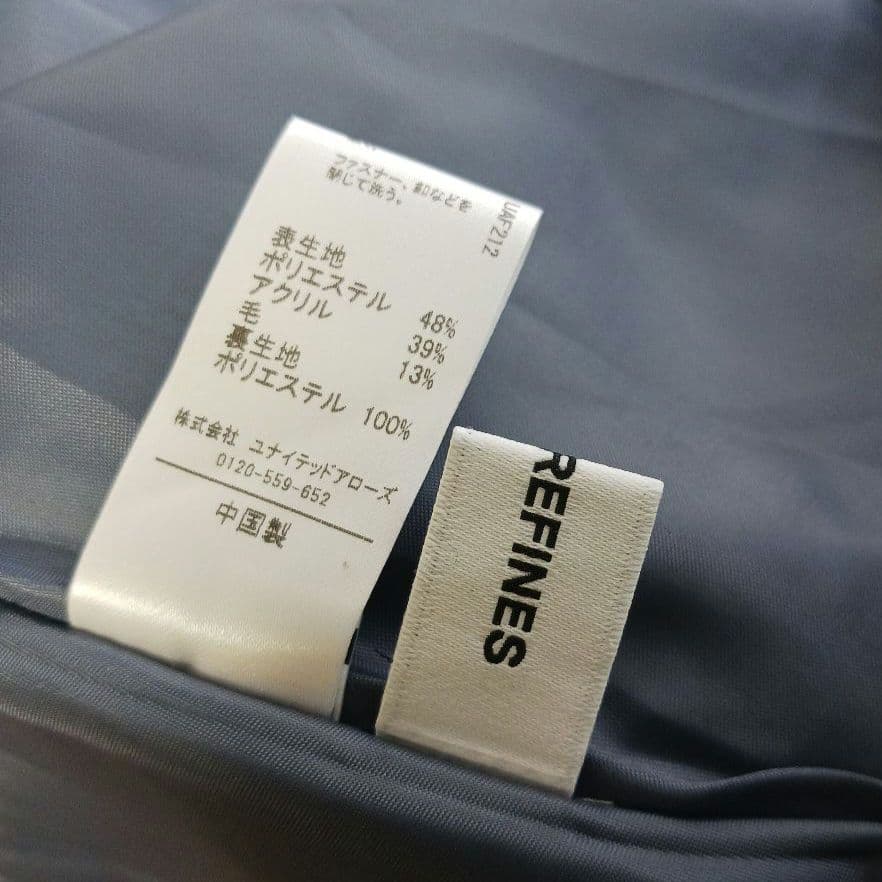 ファスナー、釦などを
閉じて洗う。
UAF212
表生地
ポリエステル 48%
アクリル 39%
毛 13%
裏生地
ポリエステル 100%
株式会社 ユナイテッドアローズ
0120-559-652
中国製
REFINES